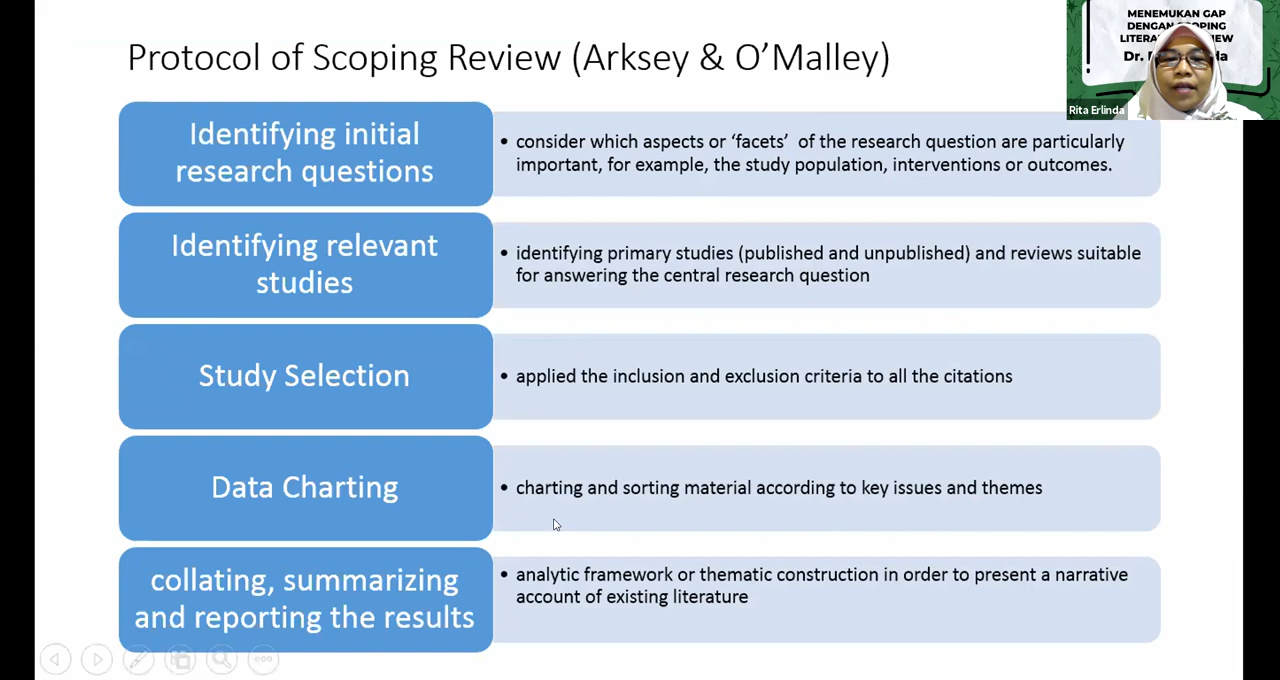 Protocol of Scoping Review (Arksey & O’Malley)
MENEMUKAN GAP
DENGAN SCOPING
Dr.
Rita Erlinda
Identifying initial
research questions
• consider which aspects or ‘facets’ of the research question are particularly
important, for example, the study population, interventions or outcomes.
Identifying relevant
studies
• identifying primary studies (published and unpublished) and reviews suitable
for answering the central research question
Study Selection
• applied the inclusion and exclusion criteria to all the citations
Data Charting
• charting and sorting material according to key issues and themes
collating, summarizing
and reporting the results
• analytic framework or thematic construction in order to present a narrative
account of existing literature